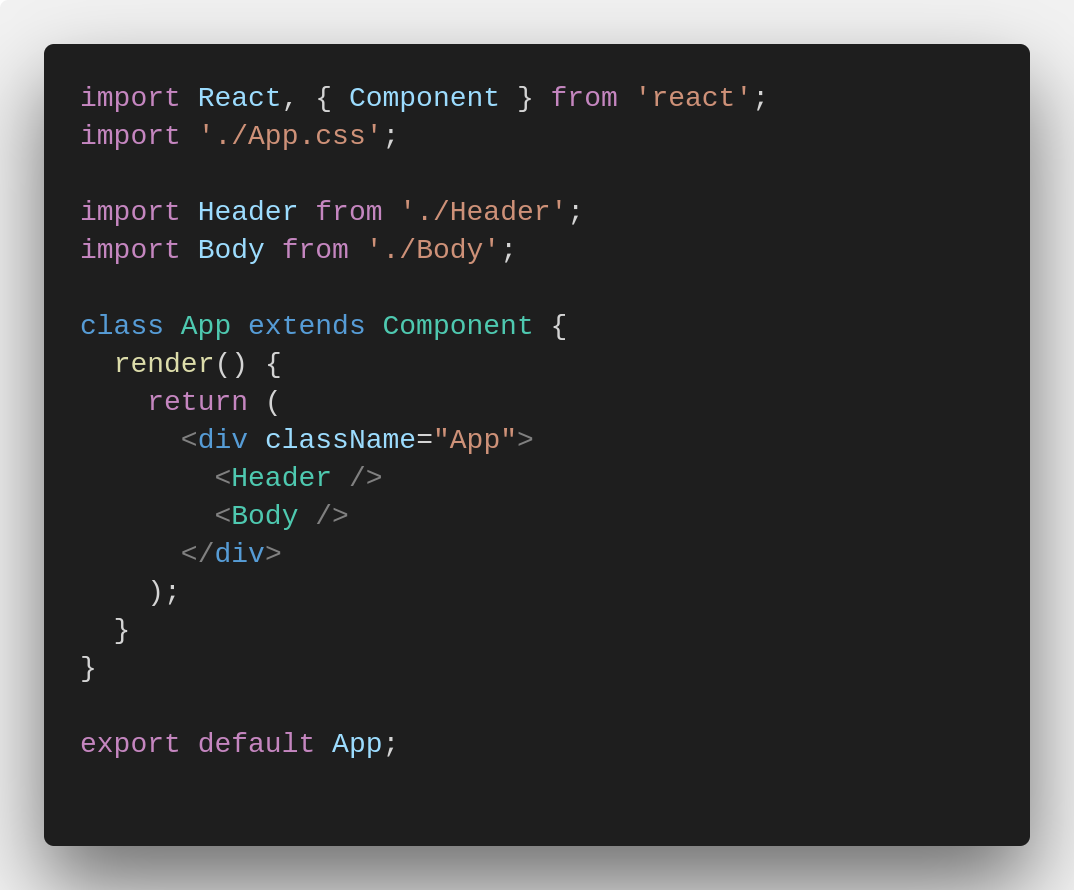 import React, { Component } from 'react';
import './App.css';

import Header from './Header';
import Body from './Body';

class App extends Component {
  render() {
    return (
      <div className="App">
        <Header />
        <Body />
      </div>
    );
  }
}

export default App;